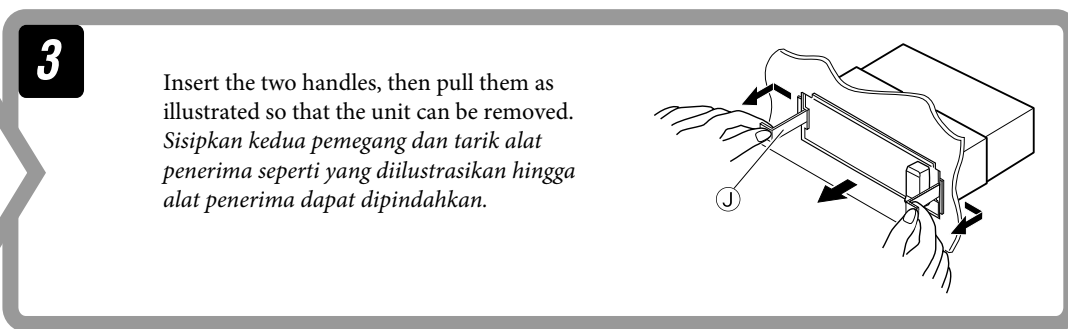 3
Insert the two handles, then pull them as
illustrated so that the unit can be removed.
Sisipkan kedua pemegang dan tarik alat
penerima seperti yang diilustrasikan hingga
alat penerima dapat dipindahkan.
J